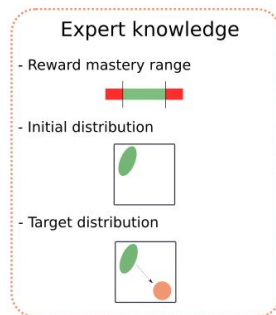 Expert knowledge
- Reward mastery range
- Initial distribution
- Target distribution